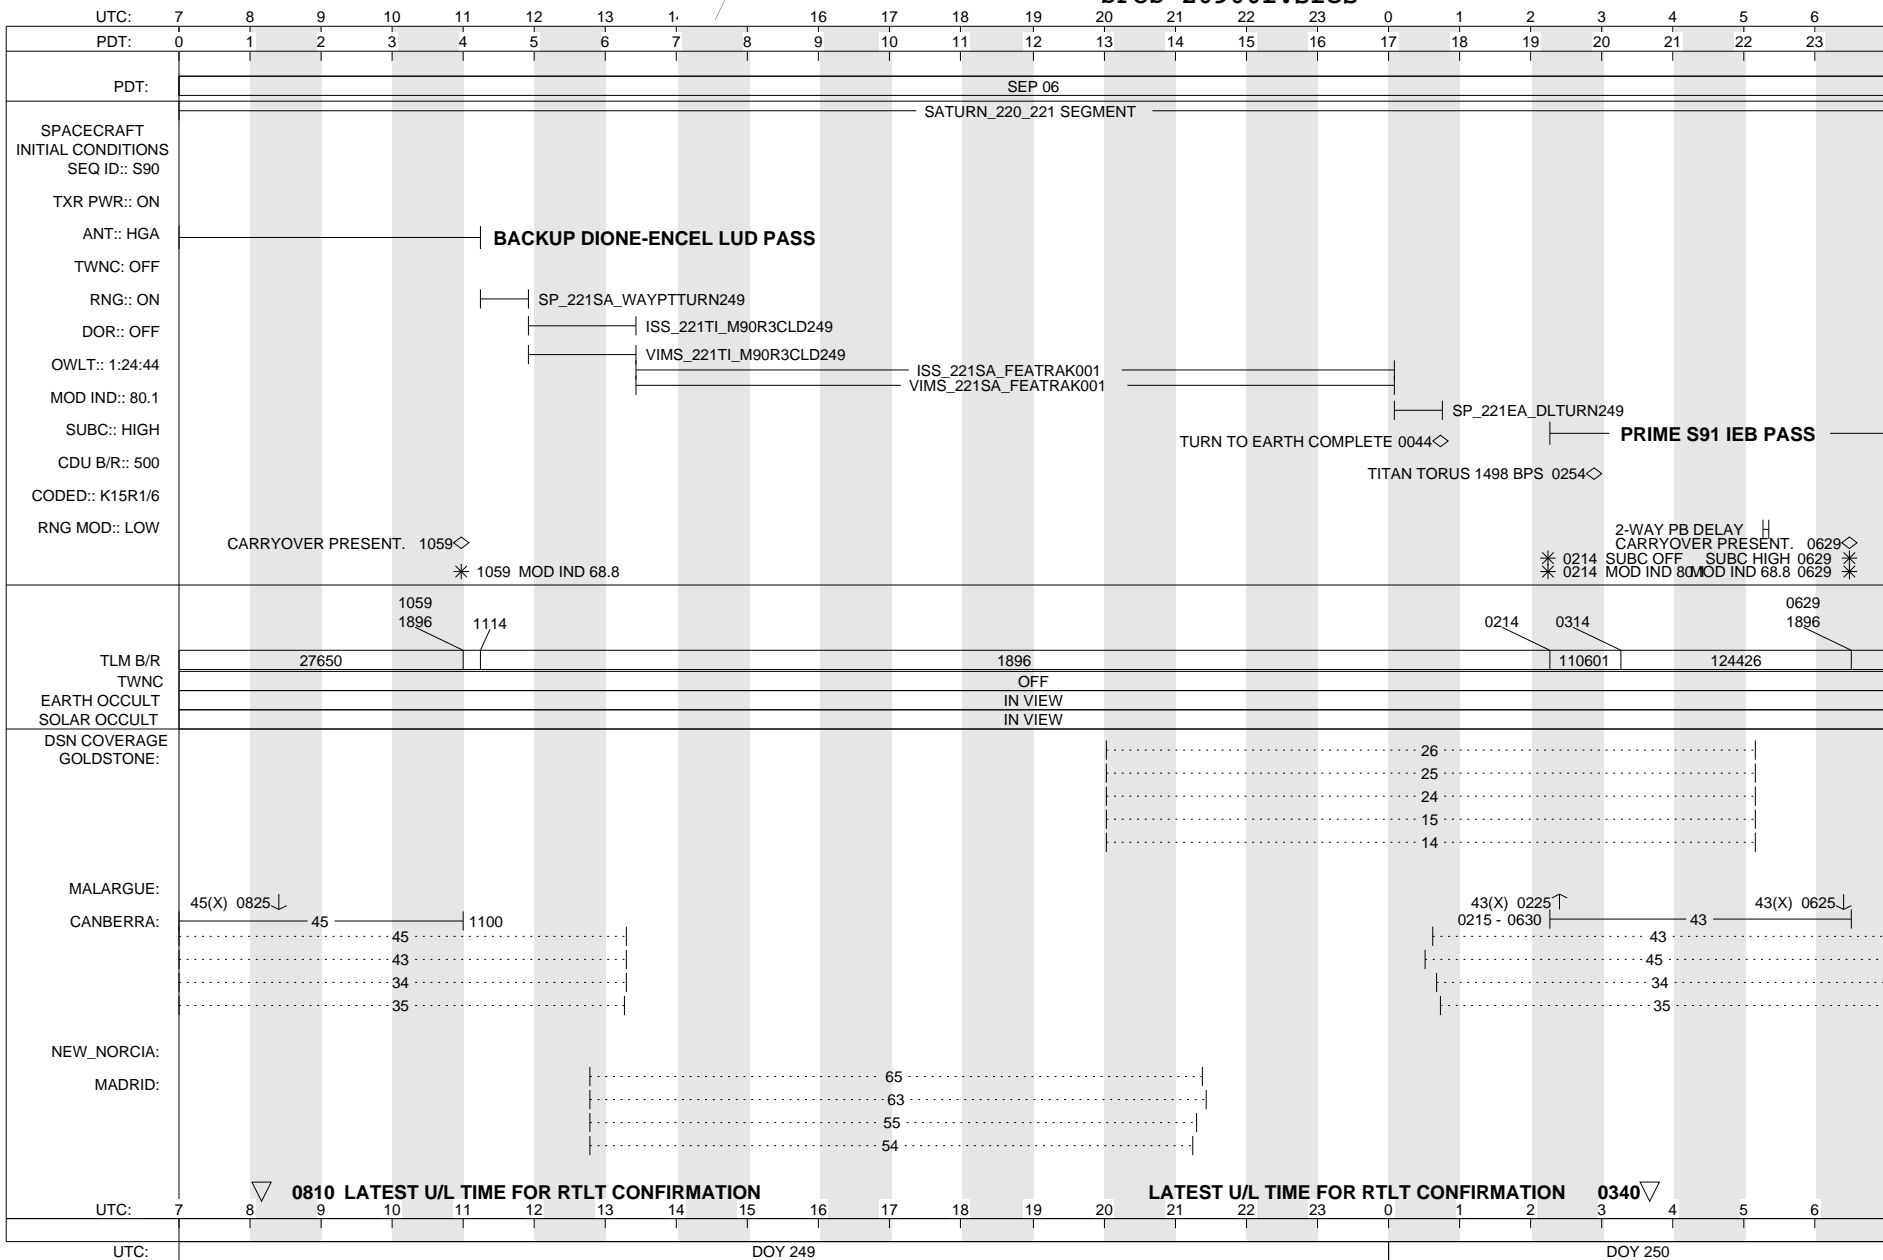 UTC: 7 8 9 10 11 12 13 16 17 18 19 20 21 22 23 0 1 2 3 4 5 6
PDT: 0 1 2 3 4 5 6 7 8 9 10 11 12 13 14 15 16 17 18 19 20 21 22 23
PDT: SEP 06
SATURN_220_221 SEGMENT
SPACECRAFT
INITIAL CONDITIONS
SEQ ID:: S90
TXR PWR:: ON
ANT:: HGA BACKUP DIONE-ENCEL LUD PASS
TWNC: OFF
RNG:: ON SP_221SA_WAYPTTURN249
DOR:: OFF ISS_221TI_M90R3CLD249
VIMS_221TI_M90R3CLD249
OWLT:: 1:24:44 ISS_221SA_FEATRAK001
VIMS_221SA_FEATRAK001
MOD IND:: 80.1
SP_221EA_DLTURN249
SUBC:: HIGH PRIME S91 IEB PASS
TURN TO EARTH COMPLETE 0044
CDU B/R:: 500
TITAN TORUS 1498 BPS 0254
CODED:: K15R1/6
RNG MOD:: LOW 2-WAY PB DELAY
CARRYOVER PRESENT. 1059 CARRYOVER PRESENT. 0629
0214 SUBC OFF SUBC HIGH 0629
1059 MOD IND 68.8 0214 MOD IND 80.1 MOD IND 68.8 0629
1059 0629
1896 1114 0214 0314 1896
TLM B/R 27650 1896 110601 124426
TWNC OFF
EARTH OCCULT IN VIEW
SOLAR OCCULT IN VIEW
DSN COVERAGE
GOLDSTONE: 26
25
24
15
14
MALARGUE:
45(X) 0825 43(X) 0225 43(X) 0625
CANBERRA: 45 1100 0215 - 0630 43
45 43
43 45
34 34
35 35
NEW_NORCIA:
MADRID: 65
63
55
54
0810 LATEST U/L TIME FOR RTLT CONFIRMATION LATEST U/L TIME FOR RTLT CONFIRMATION 0340
UTC: 7 8 9 10 11 12 13 14 15 16 17 18 19 20 21 22 23 0 1 2 3 4 5 6
UTC: DOY 249 DOY 250